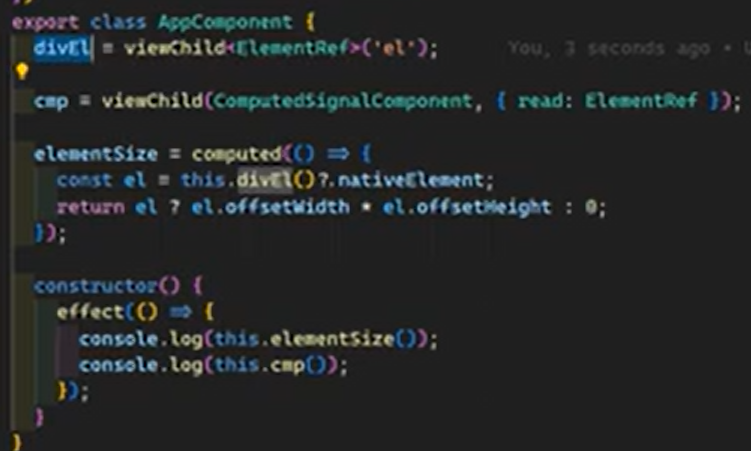 export class AppComponent {
divEl = viewChild<ElementRef>('el'); You, 3 seconds ago •
cmp = viewChild(ComputedSignalComponent, { read: ElementRef });
elementSize = computed(() => {
const el = this.divEl()?.nativeElement;
return el ? el.offsetWidth * el.offsetHeight : 0;
});
constructor() {
effect(() => {
console.log(this.elementSize());
console.log(this.cmp());
});
}
}